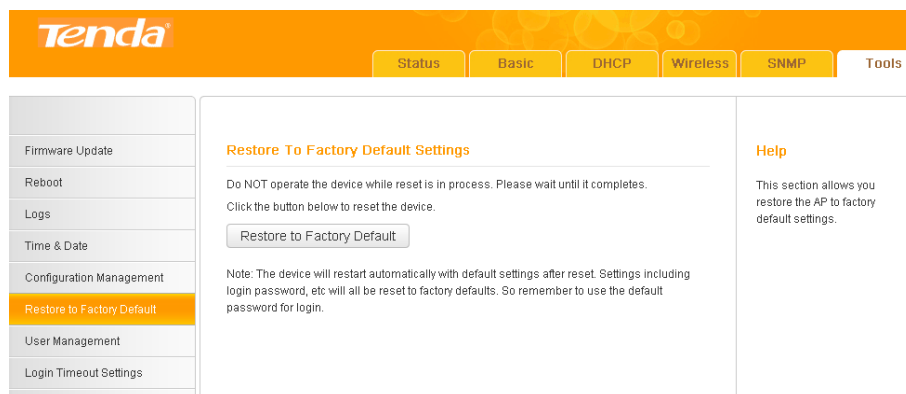 Tenda
Status Basic DHCP Wireless SNMP Tools
Firmware Update
Reboot
Logs
Time & Date
Configuration Management
Restore to Factory Default
User Management
Login Timeout Settings
Restore To Factory Default Settings
Do NOT operate the device while reset is in process. Please wait until it completes.
Click the button below to reset the device.
Restore to Factory Default
Note: The device will restart automatically with default settings after reset. Settings including
login password, etc will all be reset to factory defaults. So remember to use the default
password for login.
Help
This section allows you
restore the AP to factory
default settings.